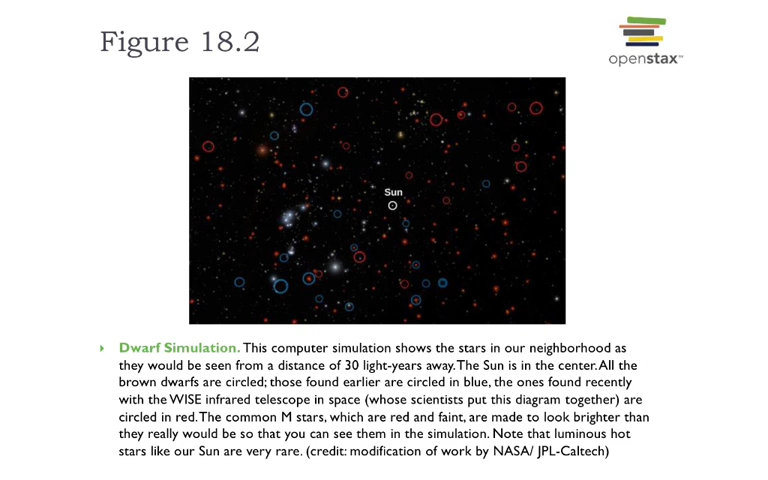 Figure 18.2
openstax™
Sun
Dwarf Simulation. This computer simulation shows the stars in our neighborhood as
they would be seen from a distance of 30 light-years away. The Sun is in the center. All the
brown dwarfs are circled; those found earlier are circled in blue, the ones found recently
with the WISE infrared telescope in space (whose scientists put this diagram together) are
circled in red. The common M stars, which are red and faint, are made to look brighter than
they really would be so that you can see them in the simulation. Note that luminous hot
stars like our Sun are very rare. (credit: modification of work by NASA/ JPL-Caltech)